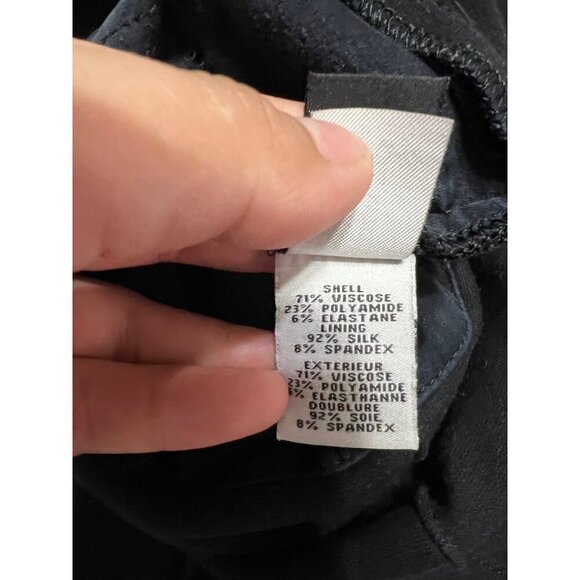 SHELL
71% VISCOSE
23% POLYAMIDE
6% ELASTANE
LINING
92% SILK
8% SPANDEX
EXTERIEUR
71% VISCOSE
23% POLYAMIDE
6% ELASTHANNE
DOUBLURE
92% SOIE
8% SPANDEX